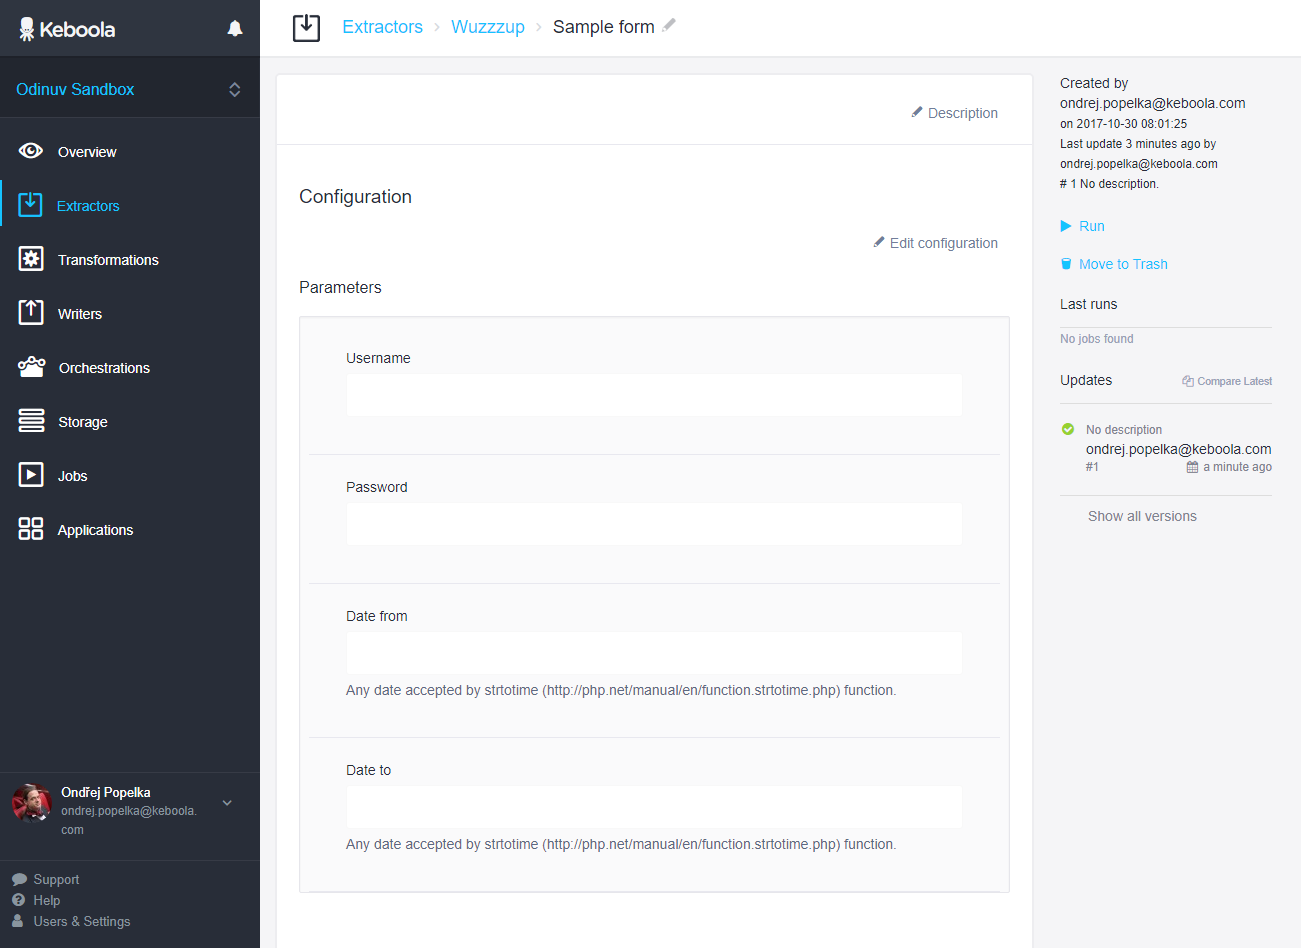 Keboola
Odinuv Sandbox
Overview
Extractors
Transformations
Writers
Orchestrations
Storage
Jobs
Applications
Ondřej Popelka
ondrej.popelka@keboola.
com
Support
Help
Users & Settings
Extractors › Wuzzzup › Sample form
Description
Configuration
Edit configuration
Parameters
Username
Password
Date from
Any date accepted by strtotime (http://php.net/manual/en/function.strtotime.php) function.
Date to
Any date accepted by strtotime (http://php.net/manual/en/function.strtotime.php) function.
Created by
ondrej.popelka@keboola.com
on 2017-10-30 08:01:25
Last update 3 minutes ago by
ondrej.popelka@keboola.com
# 1 No description.
Run
Move to Trash
Last runs
No jobs found
Updates Compare Latest
No description
ondrej.popelka@keboola.com
#1 a minute ago
Show all versions